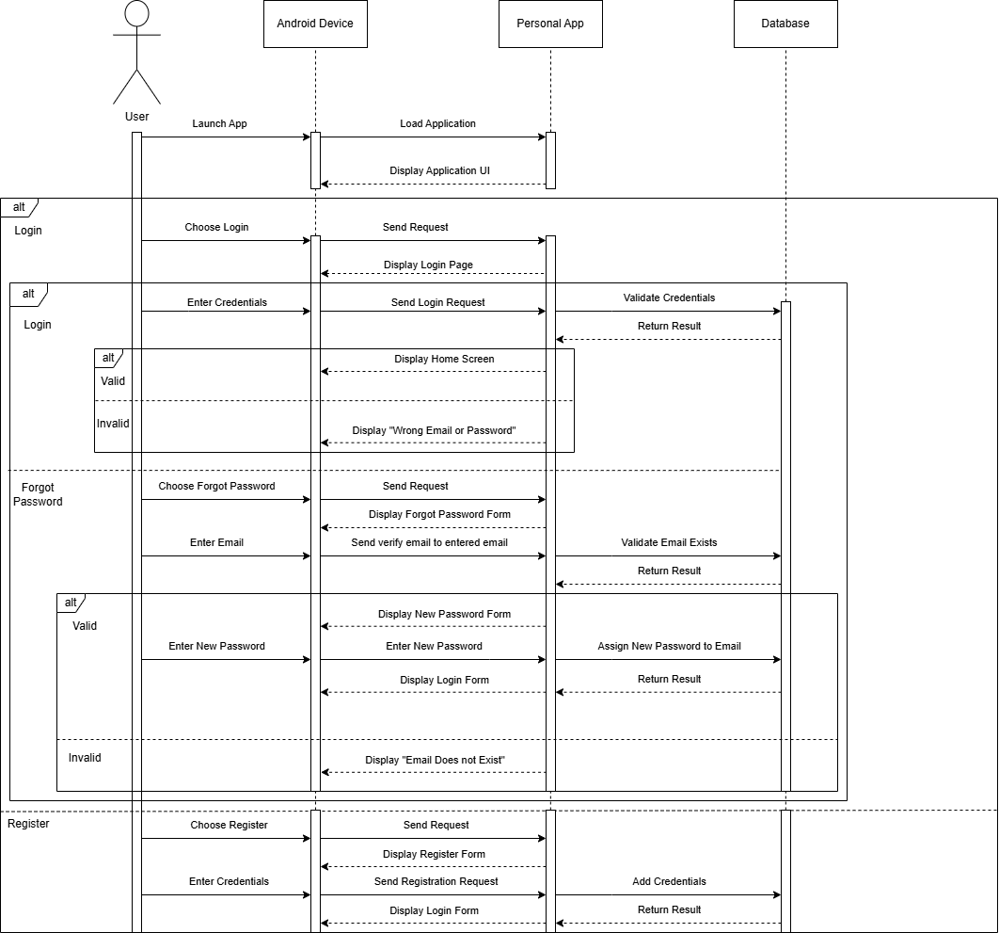 Android Device
Personal App
Database
User
Launch App
Load Application
Display Application UI
alt
Login
Choose Login
Send Request
Display Login Page
alt
Login
Enter Credentials
Send Login Request
Validate Credentials
Return Result
alt
Valid
Display Home Screen
Invalid
Display "Wrong Email or Password"
Forgot
Password
Choose Forgot Password
Send Request
Display Forgot Password Form
Enter Email
Send verify email to entered email
Validate Email Exists
Return Result
alt
Valid
Display New Password Form
Enter New Password
Enter New Password
Assign New Password to Email
Display Login Form
Return Result
Invalid
Display "Email Does not Exist"
Register
Choose Register
Send Request
Display Register Form
Enter Credentials
Send Registration Request
Add Credentials
Display Login Form
Return Result